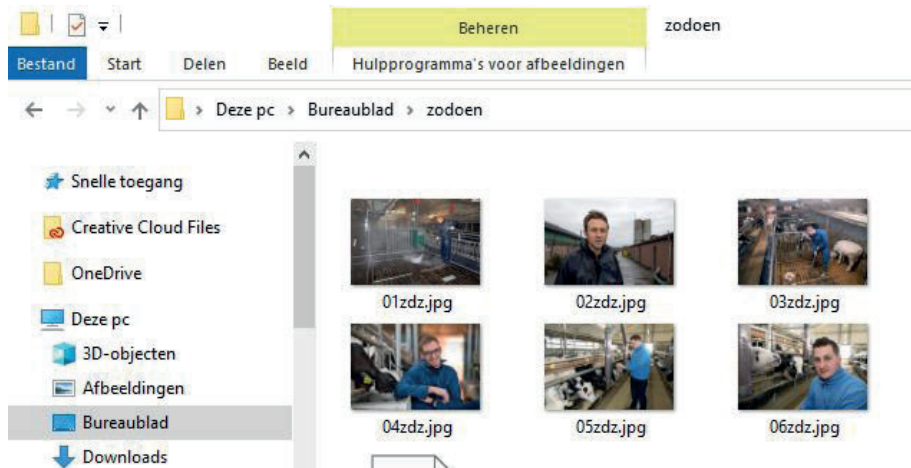 Beheren zodoen
Bestand Start Delen Beeld Hulpprogramma's voor afbeeldingen
Deze pc > Bureaublad > zodoen
Snelle toegang
Creative Cloud Files
OneDrive
Deze pc
3D-objecten
Afbeeldingen
Bureaublad
Downloads
01zdz.jpg 02zdz.jpg 03zdz.jpg
04zdz.jpg 05zdz.jpg 06zdz.jpg